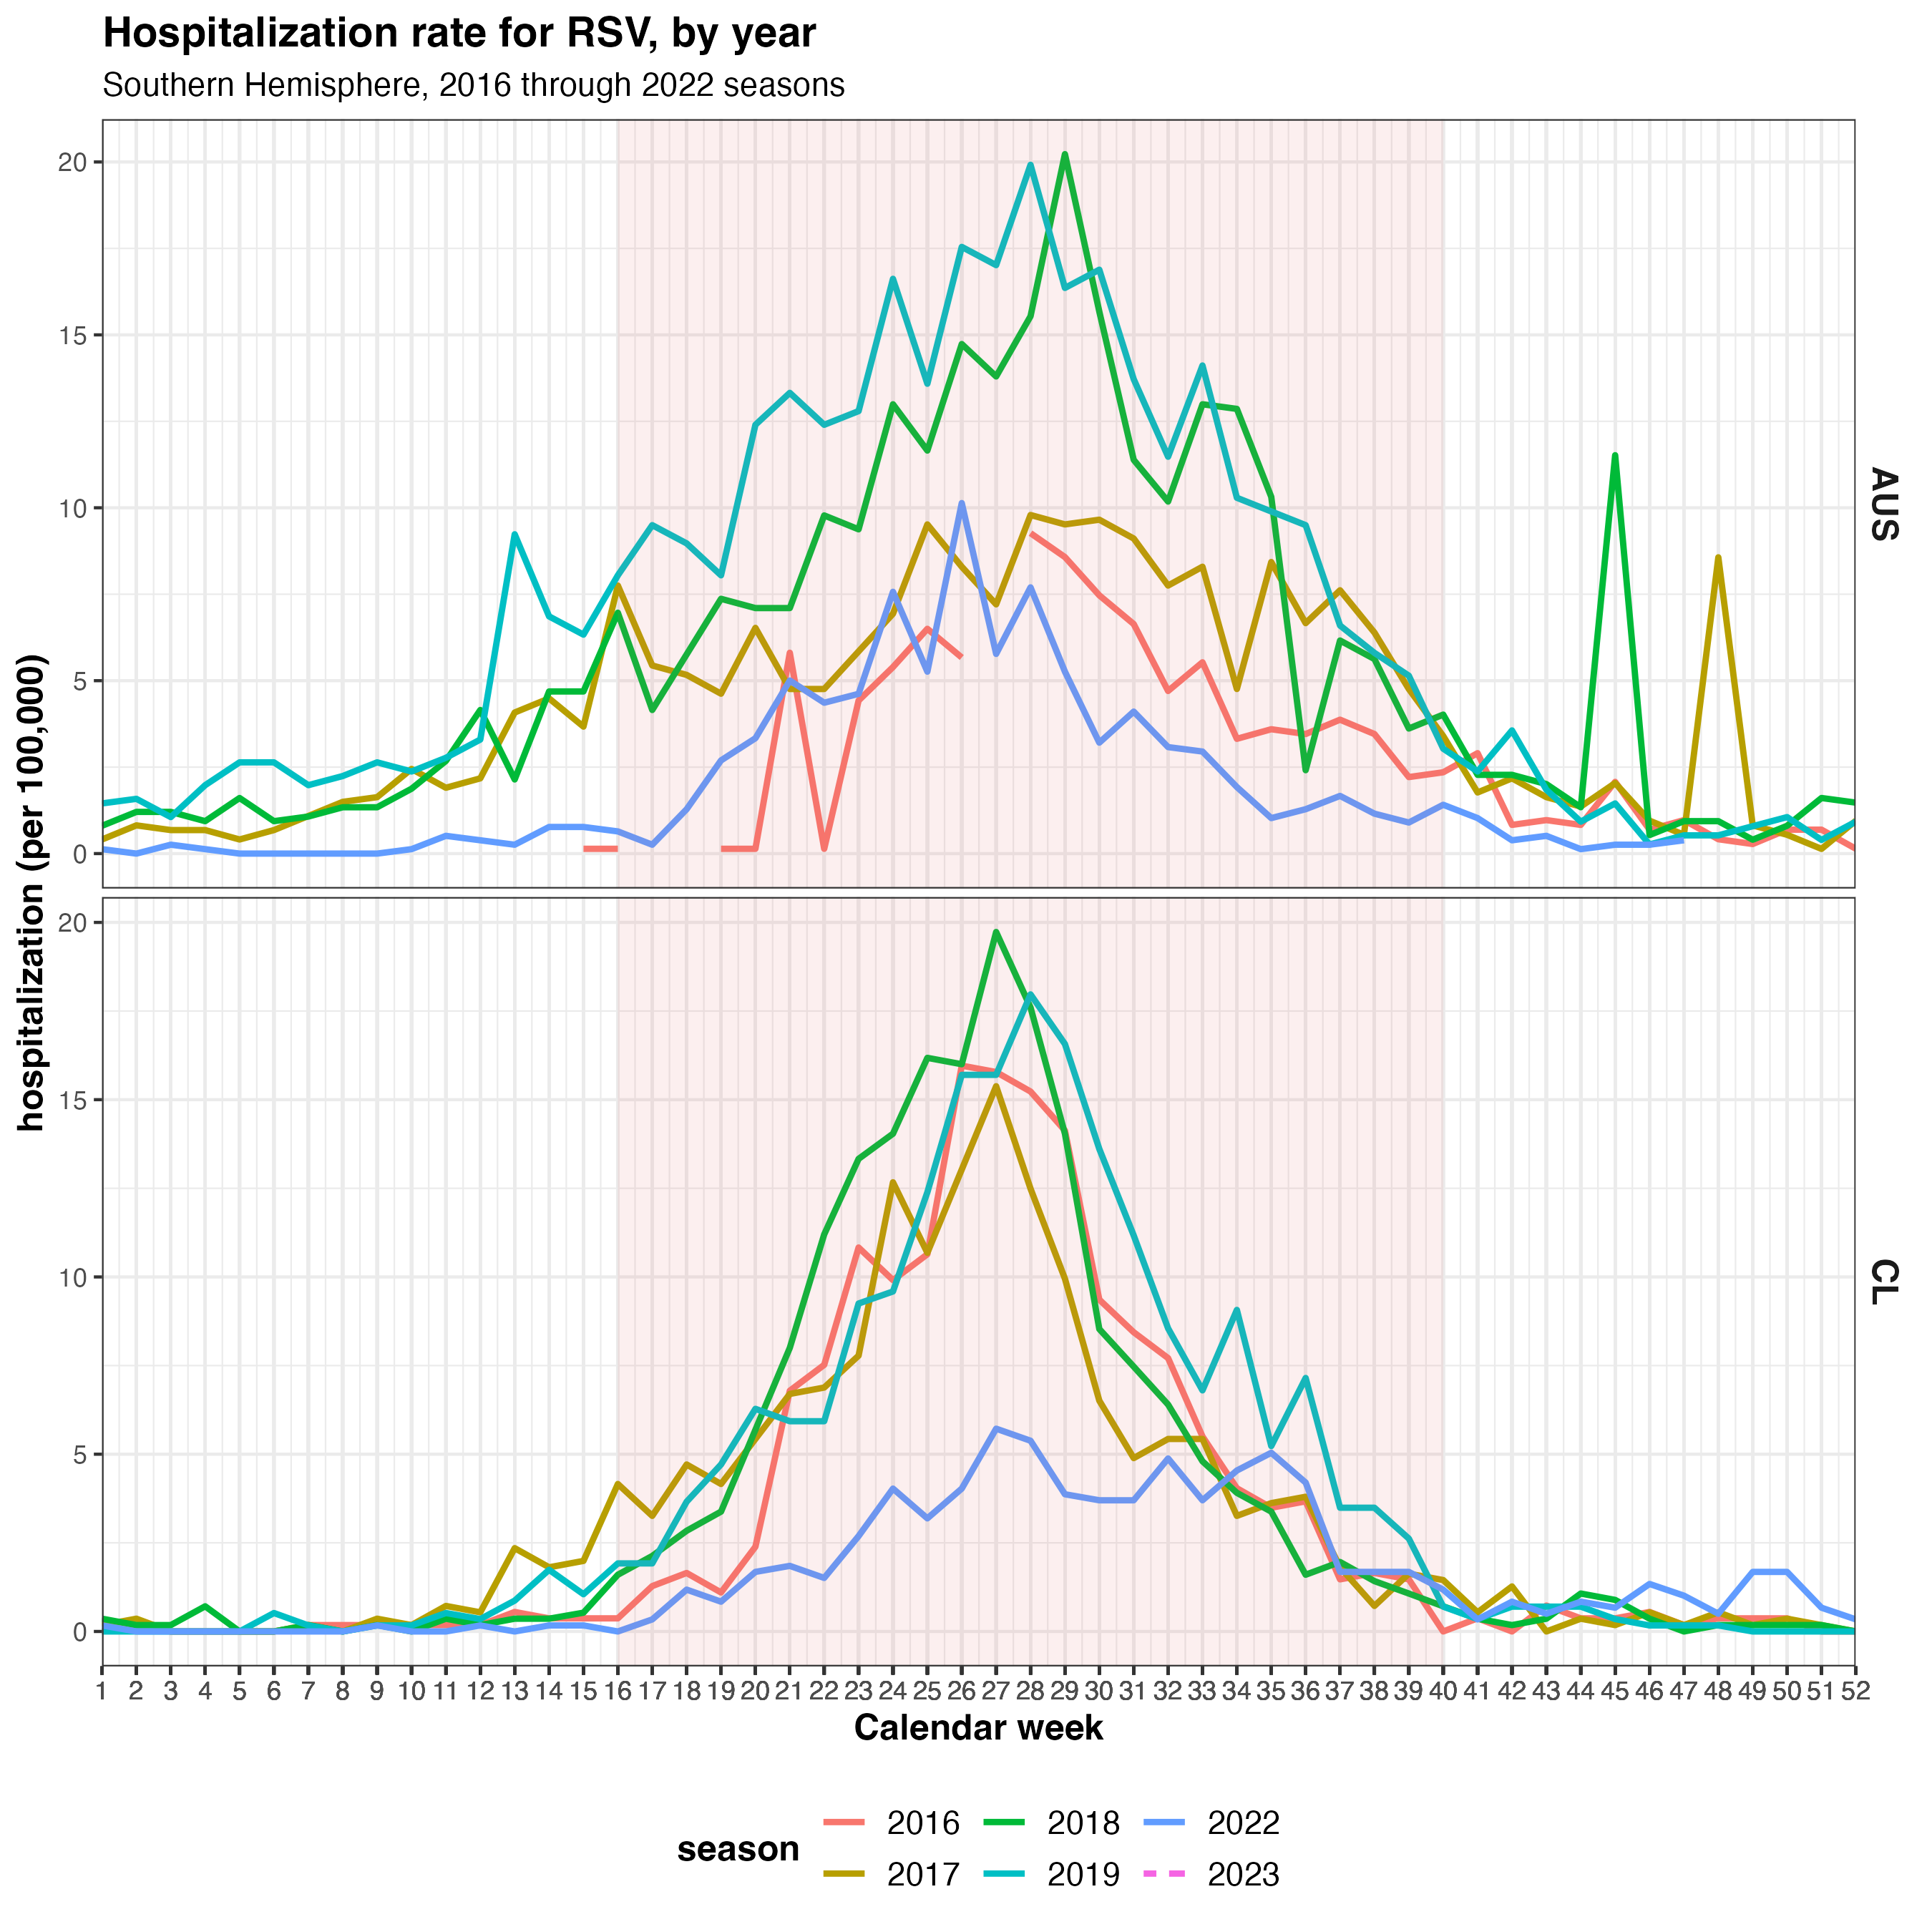 Hospitalization rate for RSV, by year
Southern Hemisphere, 2016 through 2022 seasons
hospitalization (per 100,000)
20
15
10
5
0
AUS
20
15
10
5
0
CL
1 2 3 4 5 6 7 8 9 10 11 12 13 14 15 16 17 18 19 20 21 22 23 24 25 26 27 28 29 30 31 32 33 34 35 36 37 38 39 40 41 42 43 44 45 46 47 48 49 50 51 52
Calendar week
season
2016 2018 2022
2017 2019 2023